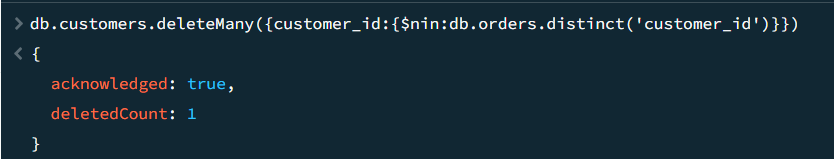 > db.customers.deleteMany({customer_id:{$nin:db.orders.distinct('customer_id')}})
< {
acknowledged: true,
deletedCount: 1
}